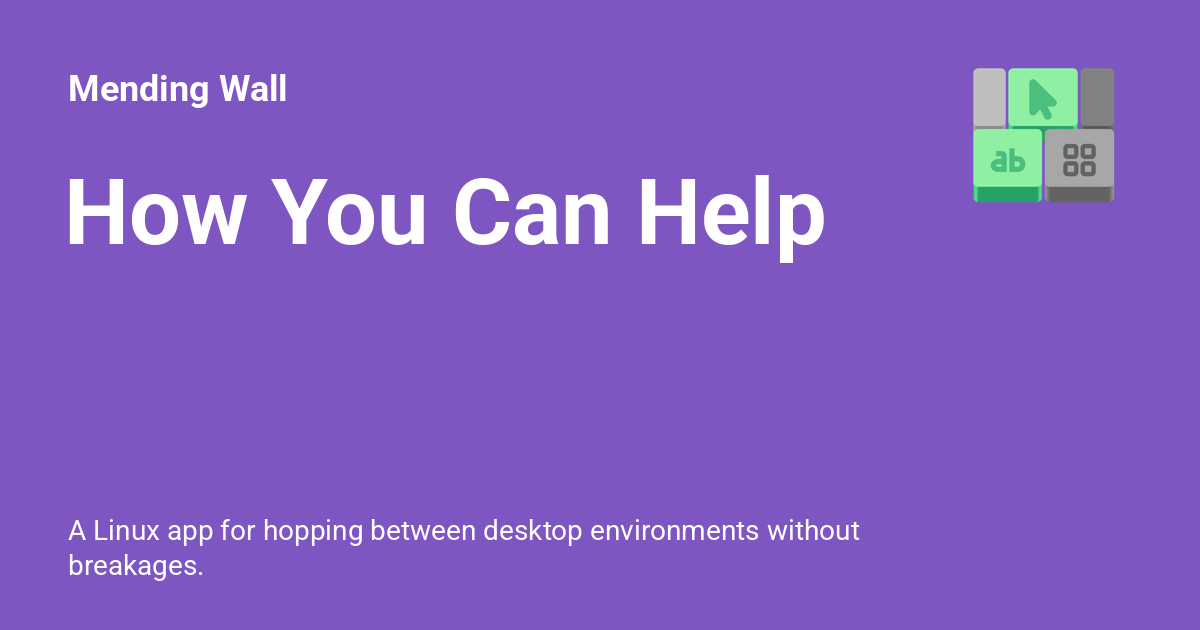 Mending Wall
How You Can Help
ab
A Linux app for hopping between desktop environments without
breakages.